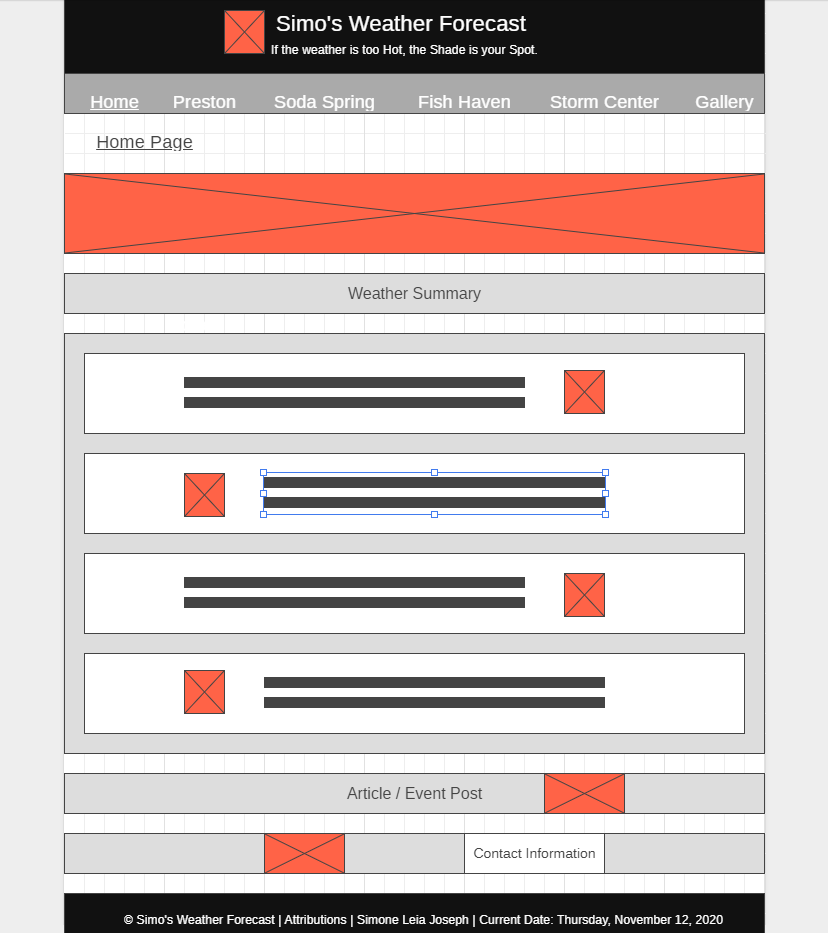 Simo's Weather Forecast
If the weather is too Hot, the Shade is your Spot.
Home Preston Soda Spring Fish Haven Storm Center Gallery
Home Page
Weather Summary
Article / Event Post
Contact Information
© Simo's Weather Forecast | Attributions | Simone Leia Joseph | Current Date: Thursday, November 12, 2020